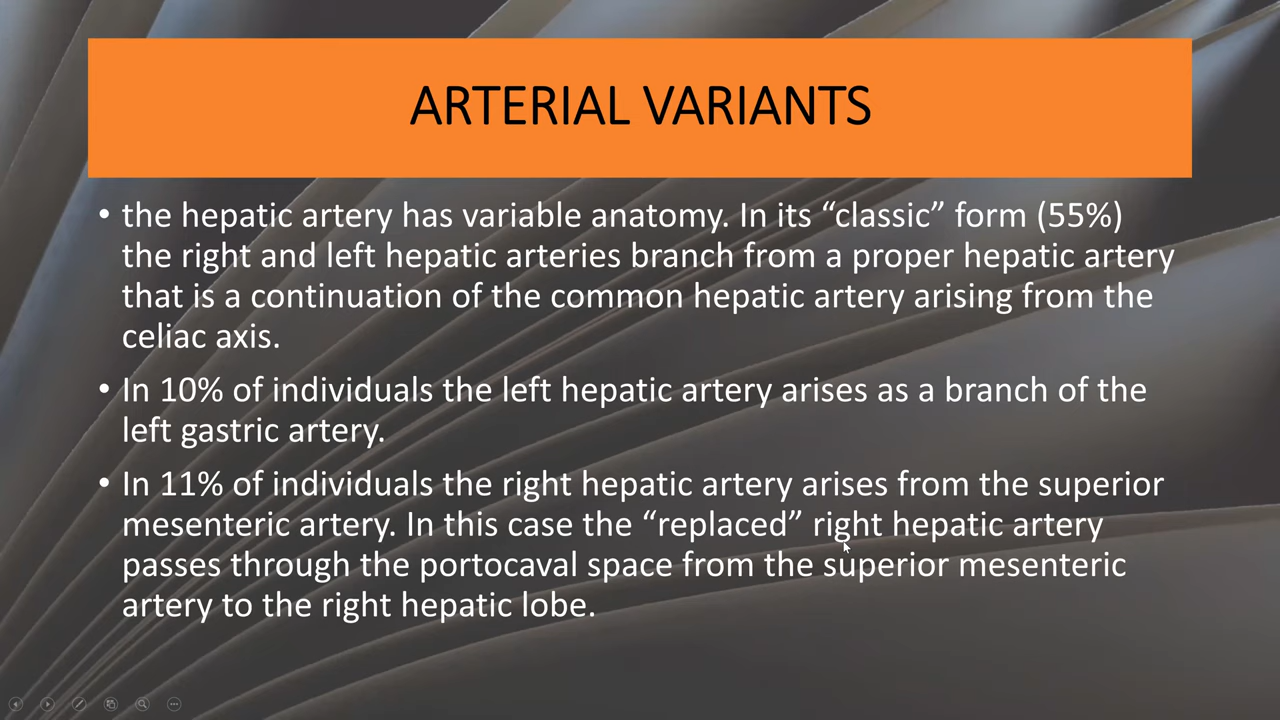 ARTERIAL VARIANTS
• the hepatic artery has variable anatomy. In its “classic” form (55%)
the right and left hepatic arteries branch from a proper hepatic artery
that is a continuation of the common hepatic artery arising from the
celiac axis.
• In 10% of individuals the left hepatic artery arises as a branch of the
left gastric artery.
• In 11% of individuals the right hepatic artery arises from the superior
mesenteric artery. In this case the “replaced” right hepatic artery
passes through the portocaval space from the superior mesenteric
artery to the right hepatic lobe.